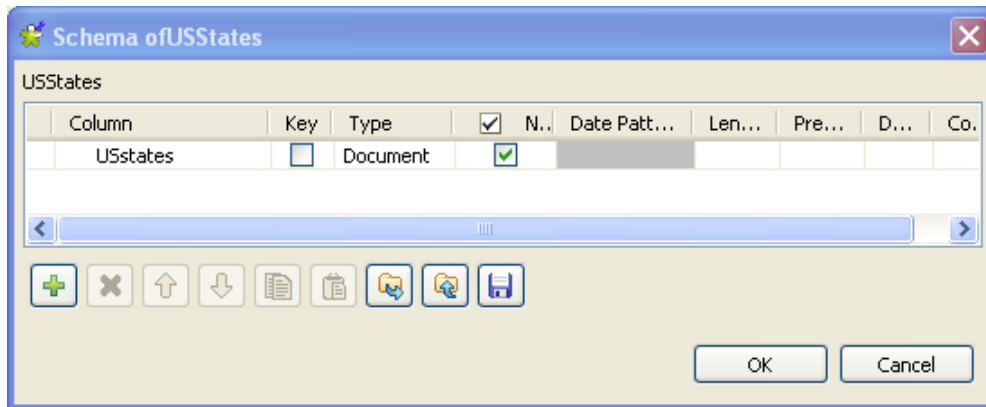 Schema ofUSStates
USStates
Column Key Type N.. Date Patt... Len... Pre... D... Co.
USstates Document
OK Cancel